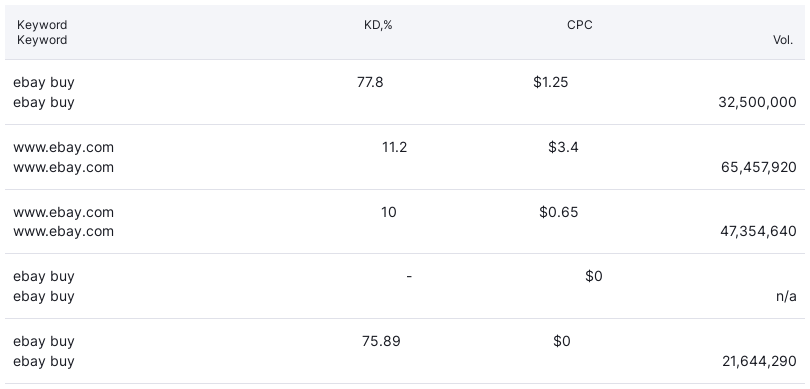 Keyword KD,% CPC
Keyword Vol.
ebay buy 77.8 $1.25
ebay buy 32,500,000
www.ebay.com 11.2 $3.4
www.ebay.com 65,457,920
www.ebay.com 10 $0.65
www.ebay.com 47,354,640
ebay buy - $0
ebay buy n/a
ebay buy 75.89 $0
ebay buy 21,644,290